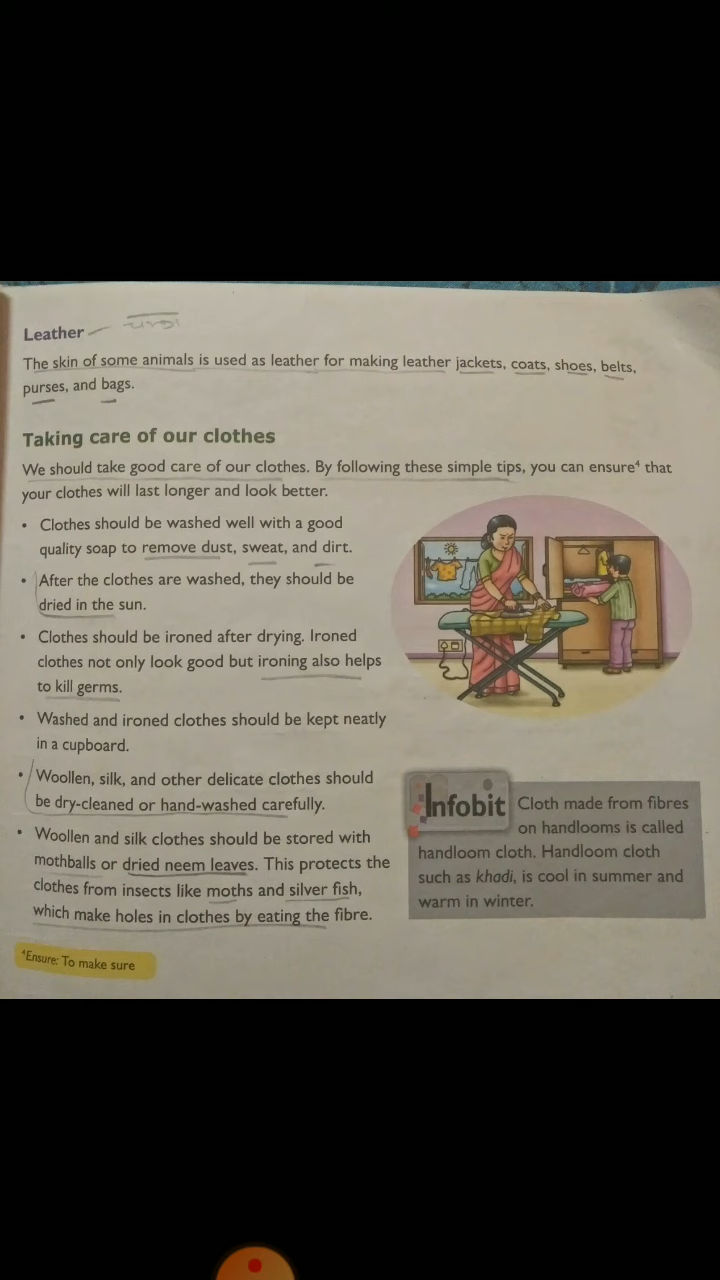 Leather
The skin of some animals is used as leather for making leather jackets, coats, shoes, belts,
purses, and bags.
Taking care of our clothes
We should take good care of our clothes. By following these simple tips, you can ensure⁴ that
your clothes will last longer and look better.
• Clothes should be washed well with a good
quality soap to remove dust, sweat, and dirt.
• After the clothes are washed, they should be
dried in the sun.
• Clothes should be ironed after drying. Ironed
clothes not only look good but ironing also helps
to kill germs.
• Washed and ironed clothes should be kept neatly
in a cupboard.
• Woollen, silk, and other delicate clothes should
be dry-cleaned or hand-washed carefully.
• Woollen and silk clothes should be stored with
mothballs or dried neem leaves. This protects the
clothes from insects like moths and silver fish,
which make holes in clothes by eating the fibre.
⁴Ensure: To make sure
Infobit
Cloth made from fibres
on handlooms is called
handloom cloth. Handloom cloth
such as khadi, is cool in summer and
warm in winter.